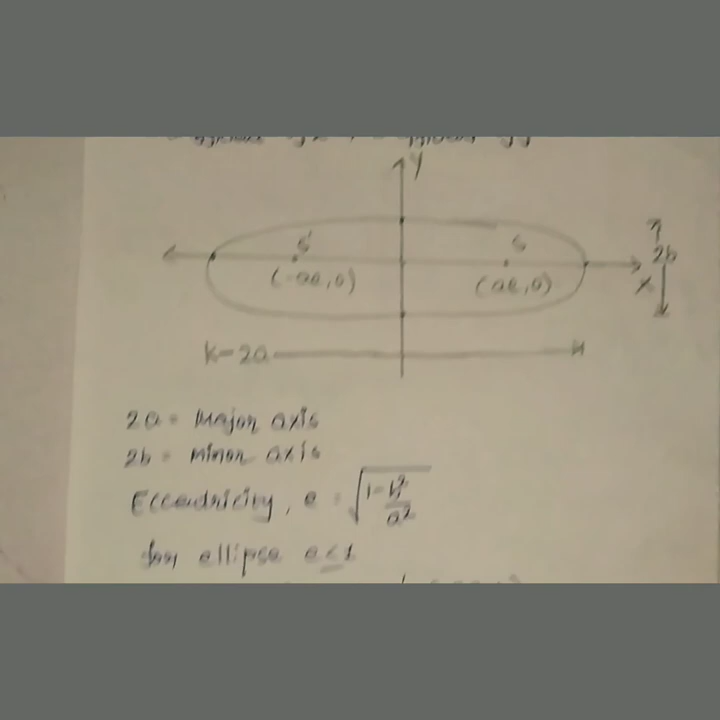 y
S' S
2b
(-ae,0) (ae,0) X
2a
2a = Major axis
2b = Minor axis
Eccentricity, e = √1-b²/a²
for ellipse e<1